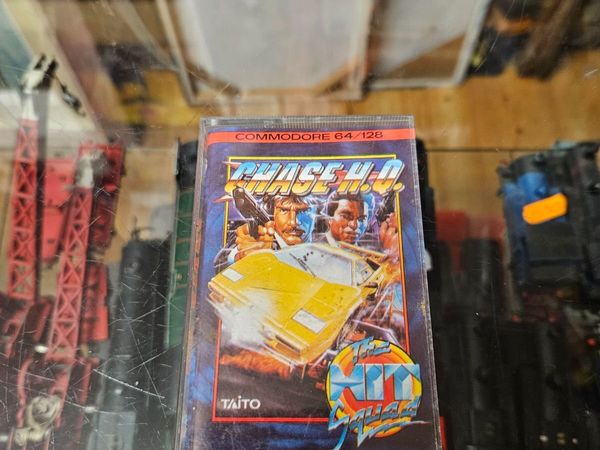 COMMODORE 64/128
CHASE H.Q.
TAITO
The
HIT
Squad